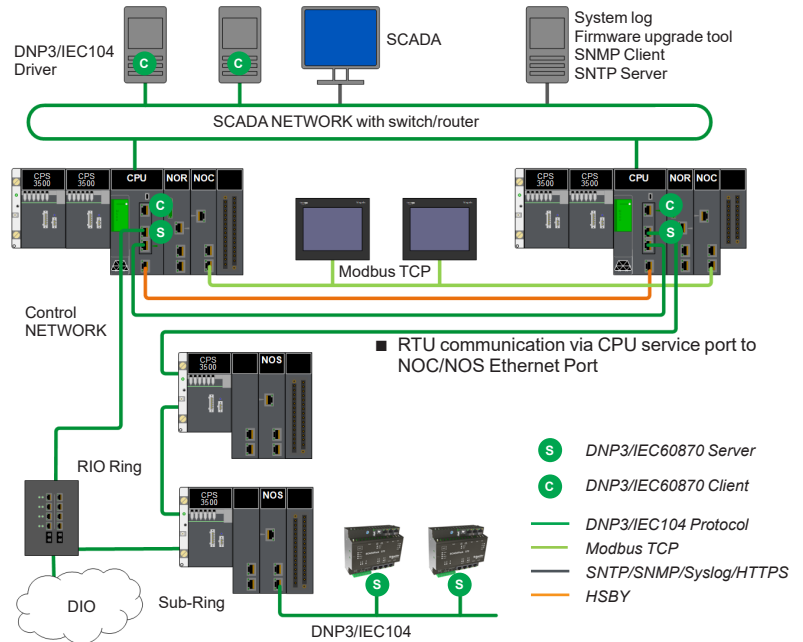 DNP3/IEC104
Driver
C
C
SCADA
System log
Firmware upgrade tool
SNMP Client
SNTP Server
SCADA NETWORK with switch/router
CPS
3500
CPS
3500
CPU
NOR
NOC
C
S
CPS
3500
CPS
3500
CPU
NOR
NOC
C
S
Modbus TCP
Control
NETWORK
■ RTU communication via CPU service port to
NOC/NOS Ethernet Port
CPS
3500
NOS
RIO Ring
CPS
3500
NOS
S
S
DIO
Sub-Ring
DNP3/IEC104
S DNP3/IEC60870 Server
C DNP3/IEC60870 Client
DNP3/IEC104 Protocol
Modbus TCP
SNTP/SNMP/Syslog/HTTPS
HSBY